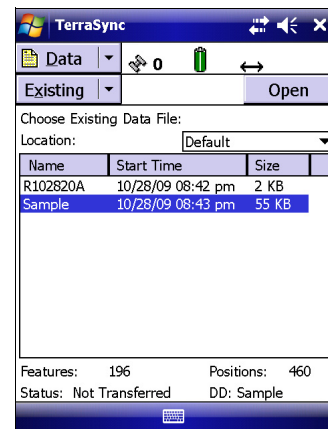 TerraSync
Data 0
Existing Open
Choose Existing Data File:
Location: Default
Name Start Time Size
R102820A 10/28/09 08:42 pm 2 KB
Sample 10/28/09 08:43 pm 55 KB
Features: 196 Positions: 460
Status: Not Transferred DD: Sample